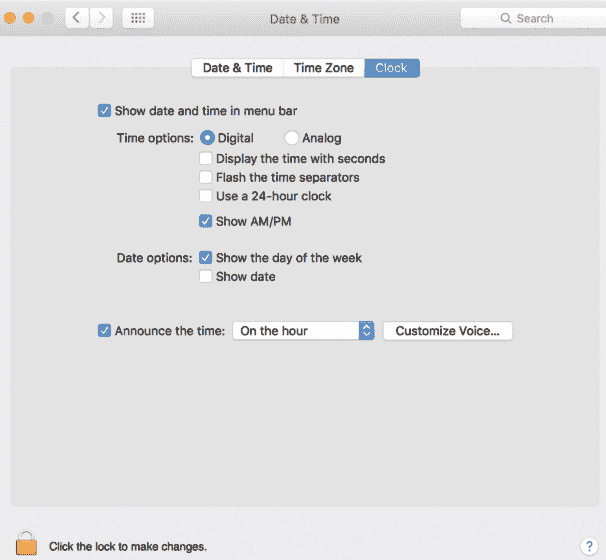 Date & Time
Search
Date & Time Time Zone Clock
Show date and time in menu bar
Time options: Digital Analog
Display the time with seconds
Flash the time separators
Use a 24-hour clock
Show AM/PM
Date options: Show the day of the week
Show date
Announce the time: On the hour Customize Voice...
Click the lock to make changes.
?